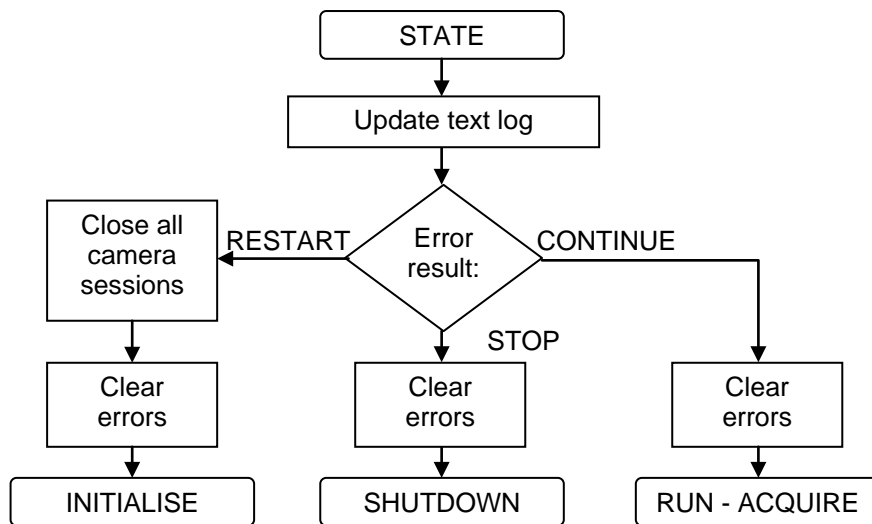 STATE
Update text log
Close all
camera
sessions
RESTART
Error
result:
CONTINUE
STOP
Clear
errors
Clear
errors
Clear
errors
INITIALISE
SHUTDOWN
RUN - ACQUIRE